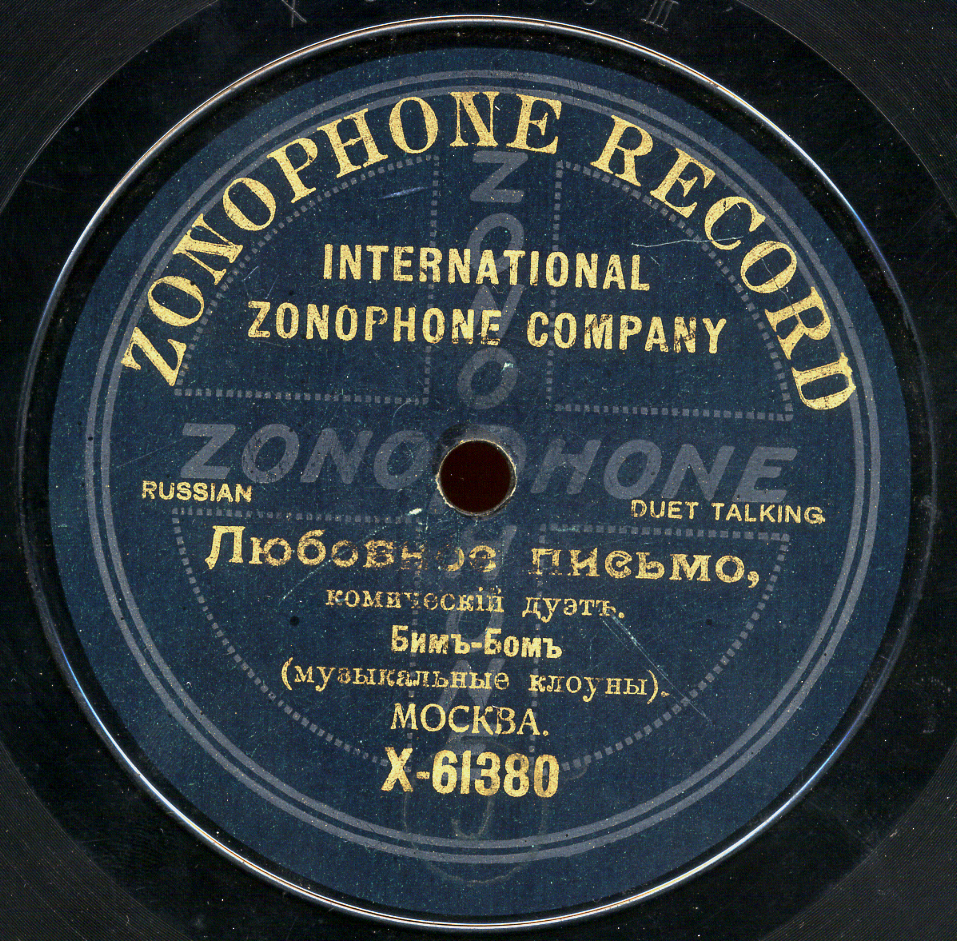 ZONOPHONE RECORD
INTERNATIONAL
ZONOPHONE COMPANY
ZONOPHONE
ZONOPHONE
RUSSIAN
DUET TALKING.
Любовное письмо,
комическій дуэтъ.
Бимъ-Бомъ
(музыкальные клоуны).
МОСКВА.
X-61380